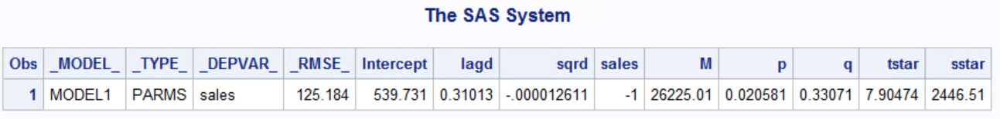 The SAS System
Obs _MODEL_ _TYPE_ _DEPVAR_ _RMSE_ Intercept lagd sqrd sales M p q tstar sstar
1 MODEL1 PARMS sales 125.184 539.731 0.31013 -.000012611 -1 26225.01 0.020581 0.33071 7.90474 2446.51